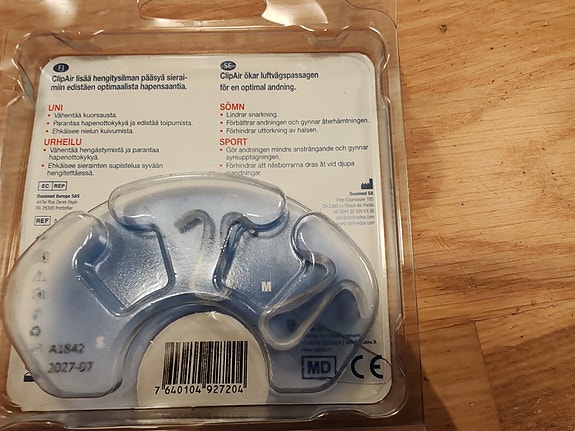 FI
ClipAir lisää hengitysilman pääsyä sierai-
miin edistäen optimaalista hapensaantia.
UNI
• Vähentää kuorsausta.
• Parantaa hapenottokykyä ja edistää toipumista.
• Ehkäisee nielun kuivumista.
URHEILU
• Vähentää hengästymistä ja parantaa
hapenottokykyä.
• Ehkäisee sierainten supistelua syvään
hengitettäessä.
EC REP
Oscimed Europe SAS
REF
SE
ClipAir ökar luftvägspassagen
för en optimal andning.
SÖMN
• Lindrar snarkning.
• Förbättrar andningen och gynnar återhämtningen.
• Förhindrar uttorkning av halsen.
SPORT
• Gör andningen mindre ansträngande och gynnar
syreupptagningen.
• Förhindrar att näsborrarna dras åt vid djupa
inandningar.
Oscimed SA
M
S
A1842
2027-07
7 640104 927204
MD CE